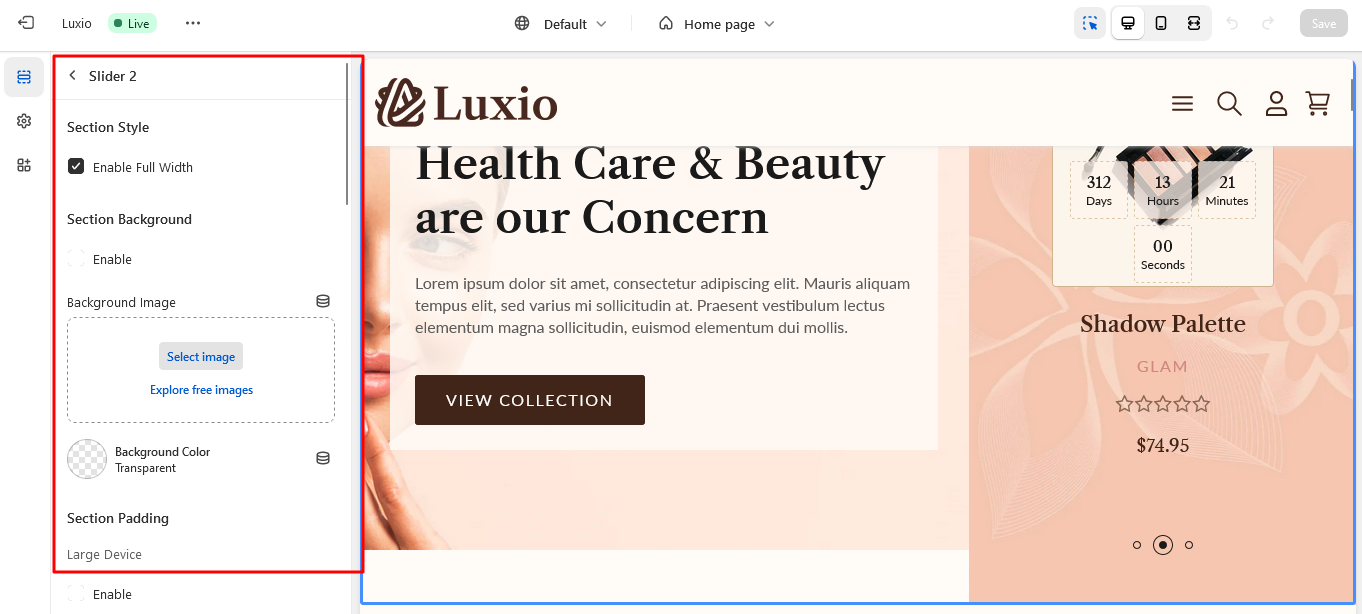 Luxio
Live
Default
Home page
Save
Slider 2
Section Style
Enable Full Width
Section Background
Enable
Background Image
Select image
Explore free images
Background Color
Transparent
Section Padding
Large Device
Enable
Luxio
Health Care & Beauty
are our Concern
Lorem ipsum dolor sit amet, consectetur adipiscing elit. Mauris aliquam
tempus elit, sed varius mi sollicitudin at. Praesent vestibulum lectus
elementum magna sollicitudin, euismod elementum dui mollis.
VIEW COLLECTION
312
Days
13
Hours
21
Minutes
00
Seconds
Shadow Palette
GLAM
$74.95